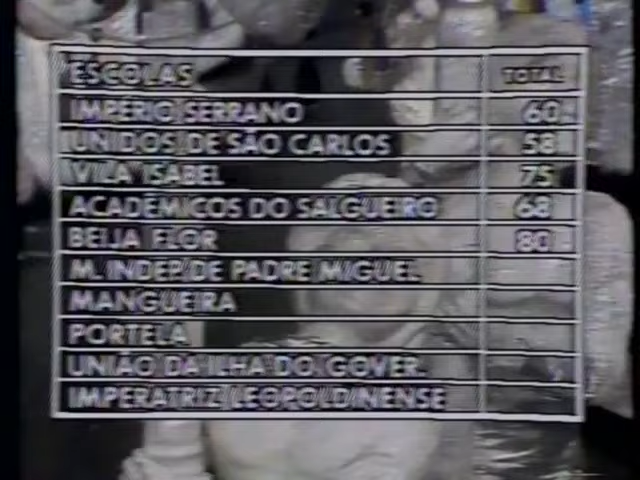 ESCOLAS TOTAL
IMPÉRIO SERRANO 60
UNIDOS DE SÃO CARLOS 58
VILA ISABEL 75
ACADÊMICOS DO SALGUEIRO 68
BEIJA FLOR 80
M. INDEP. DE PADRE MIGUEL
MANGUEIRA
PORTELA
UNIÃO DA ILHA DO GOVER.
IMPERATRIZ LEOPOLDINENSE